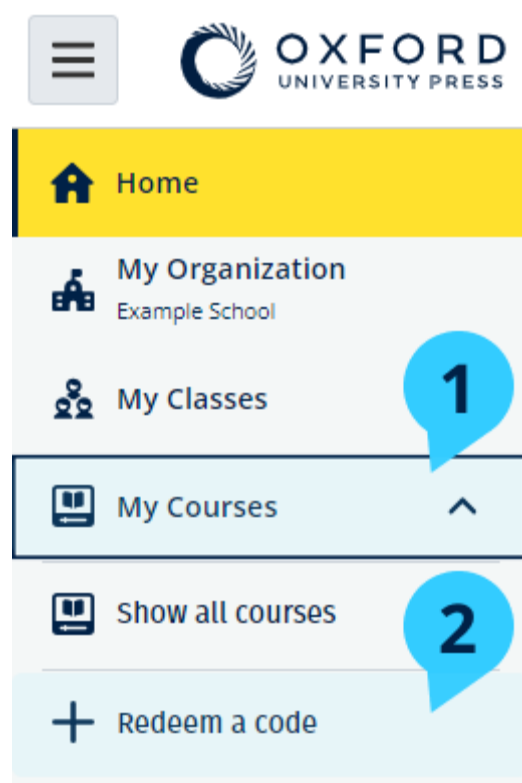 OXFORD
UNIVERSITY PRESS
Home
My Organization
Example School
My Classes
1
My Courses
Show all courses
2
Redeem a code